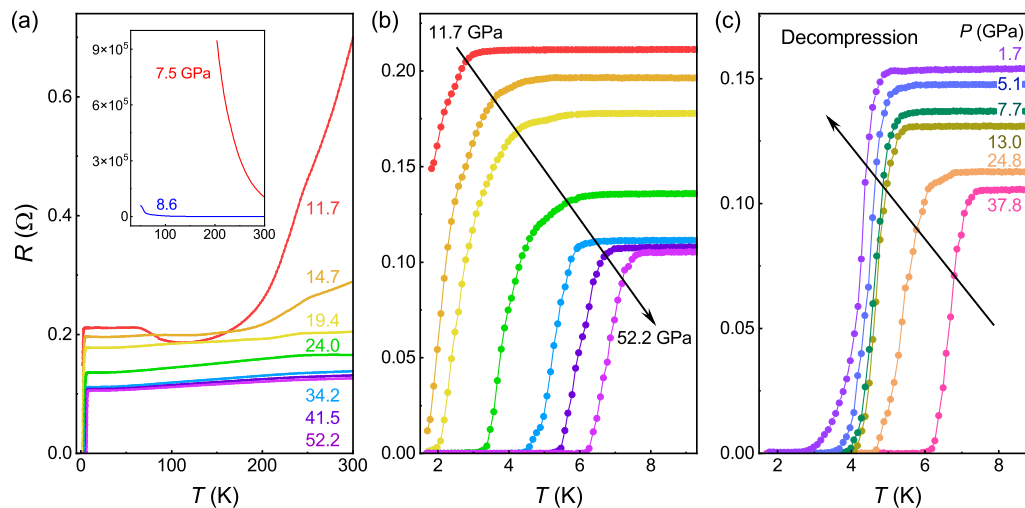 (a)
0.6
0.4
0.2
0.0
R (Ω)
9×10⁵
6×10⁵
3×10⁵
0
7.5 GPa
8.6
100 200 300
11.7
14.7
19.4
24.0
34.2
41.5
52.2
0 100 200 300
T (K)
(b)
11.7 GPa
0.20
0.15
0.10
0.05
0.00
52.2 GPa
2 4 6 8
T (K)
(c)
Decompression
P (GPa)
1.7
5.1
7.7
13.0
24.8
37.8
0.15
0.10
0.05
0.00
2 4 6 8
T (K)